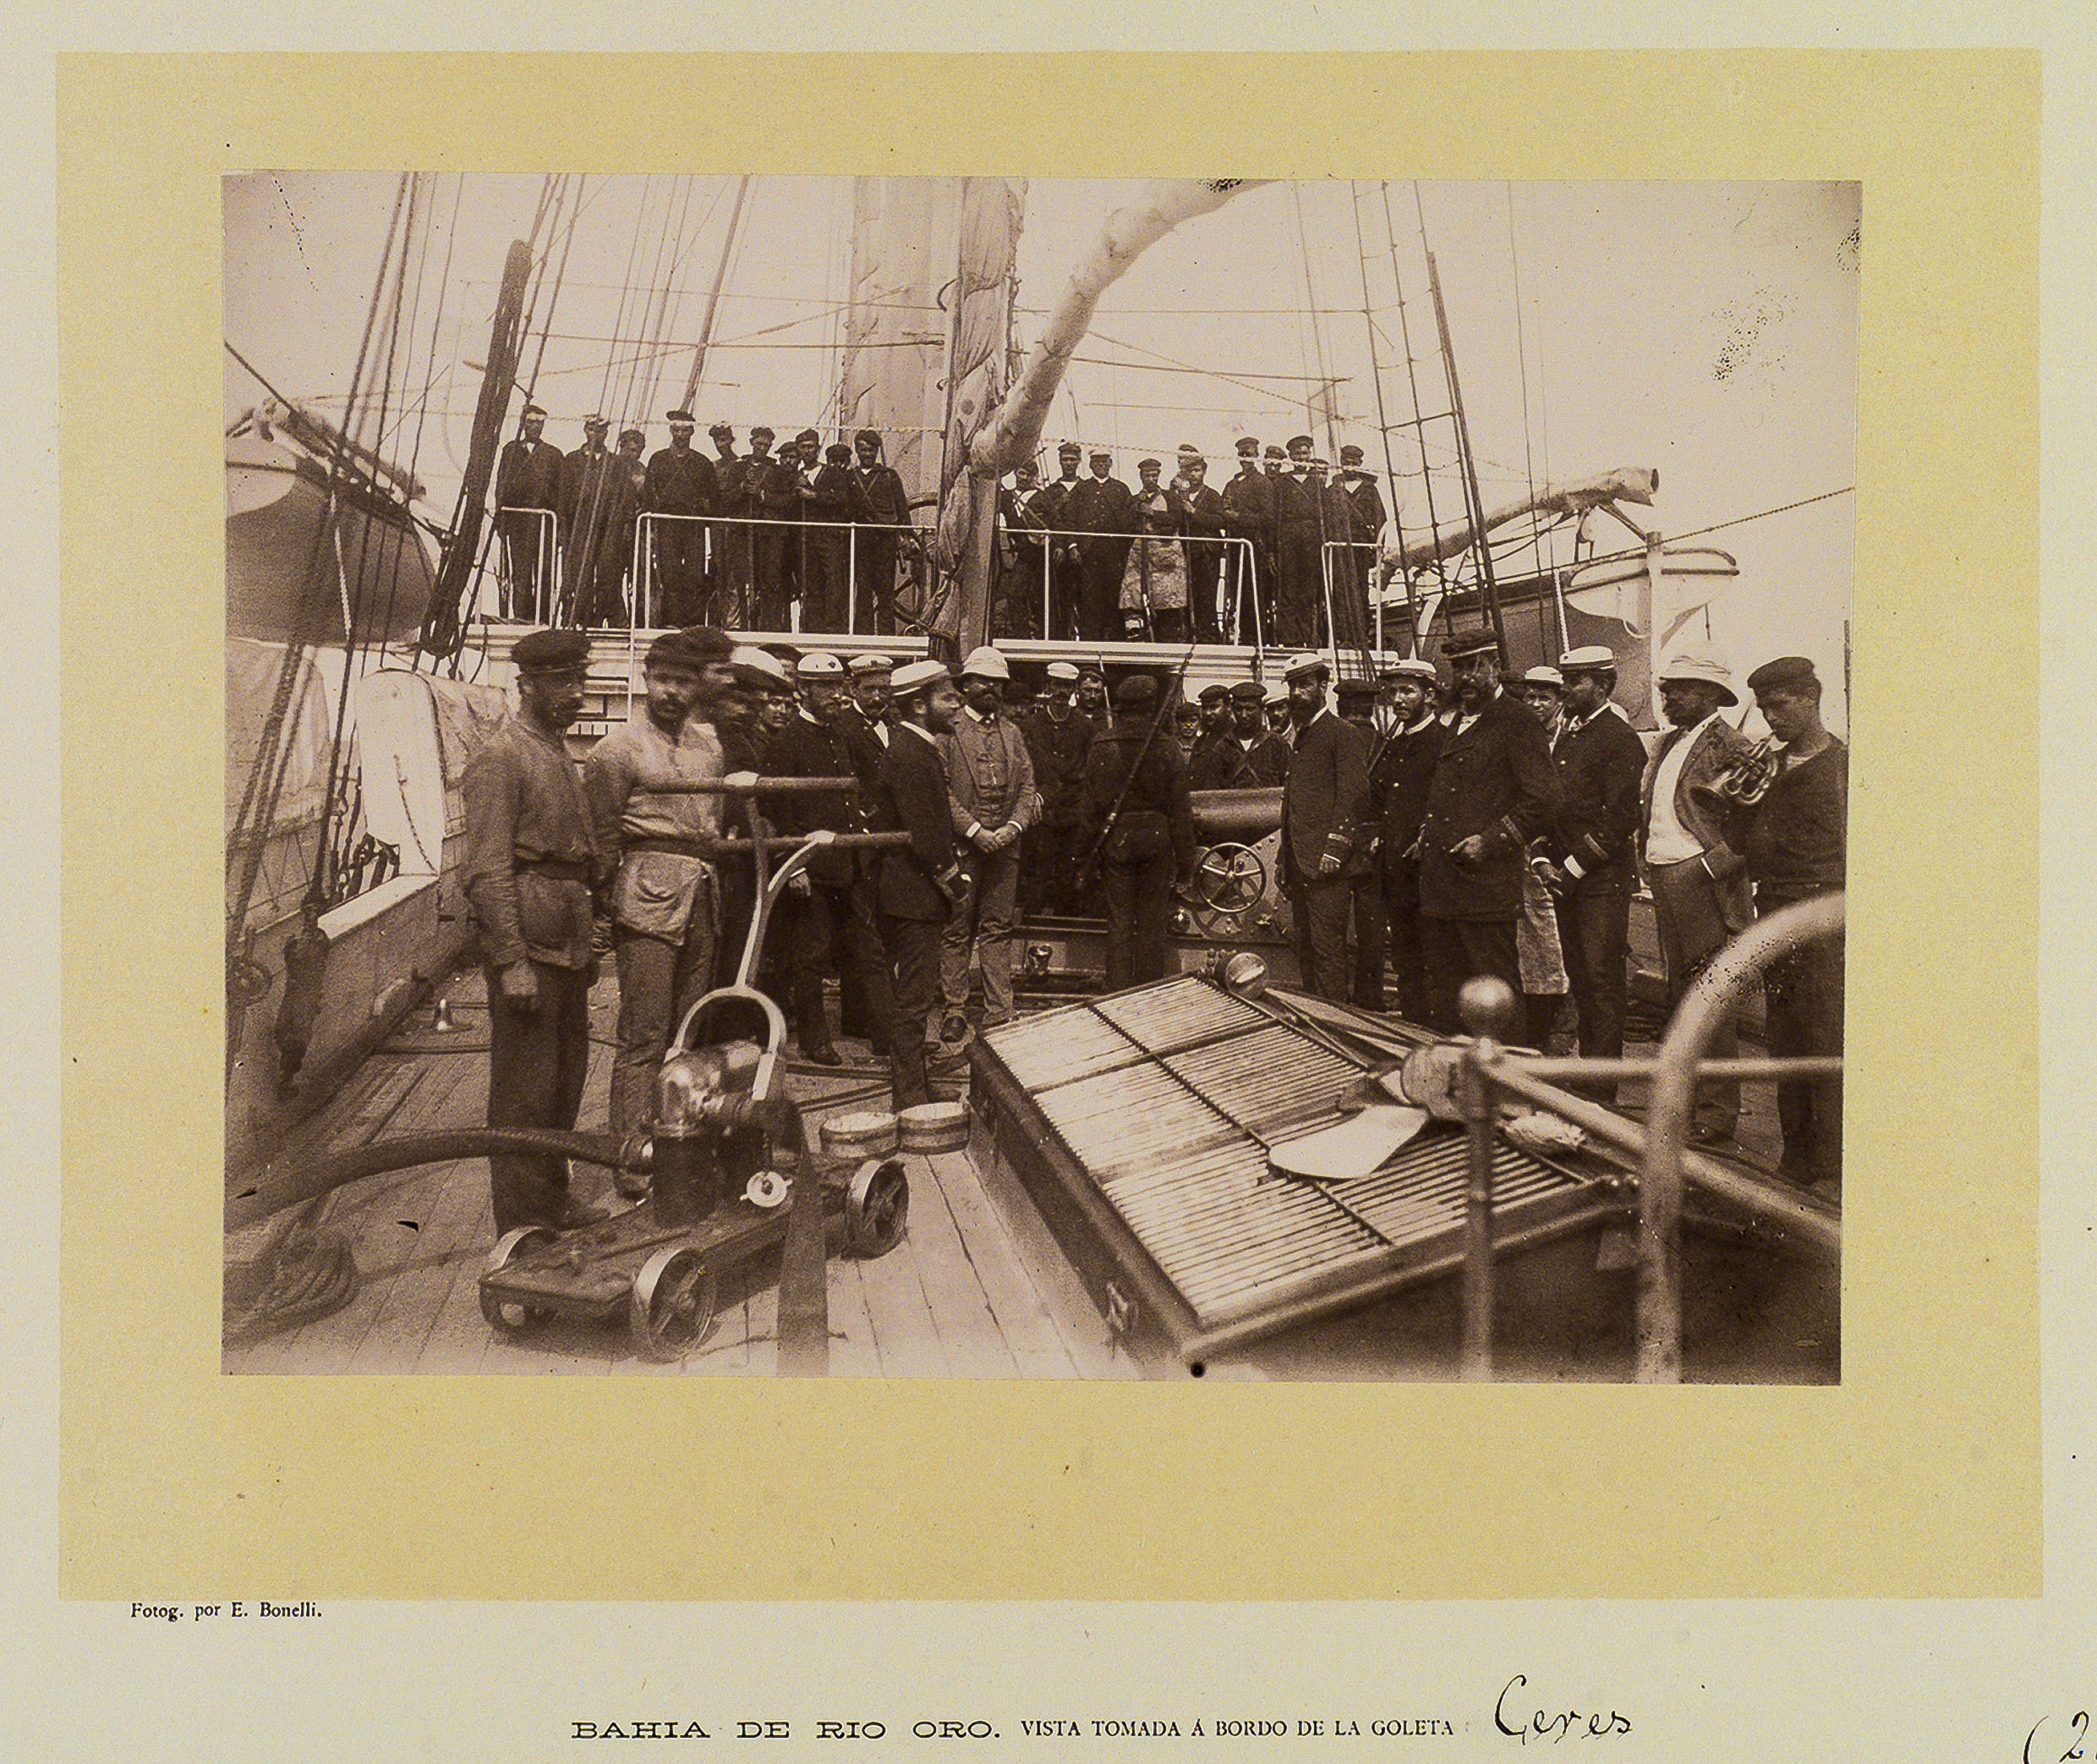 Fotog. por E. Bonelli.
BAHIA DE RIO ORO. VISTA TOMADA Á BORDO DE LA GOLETA Ceres
(2